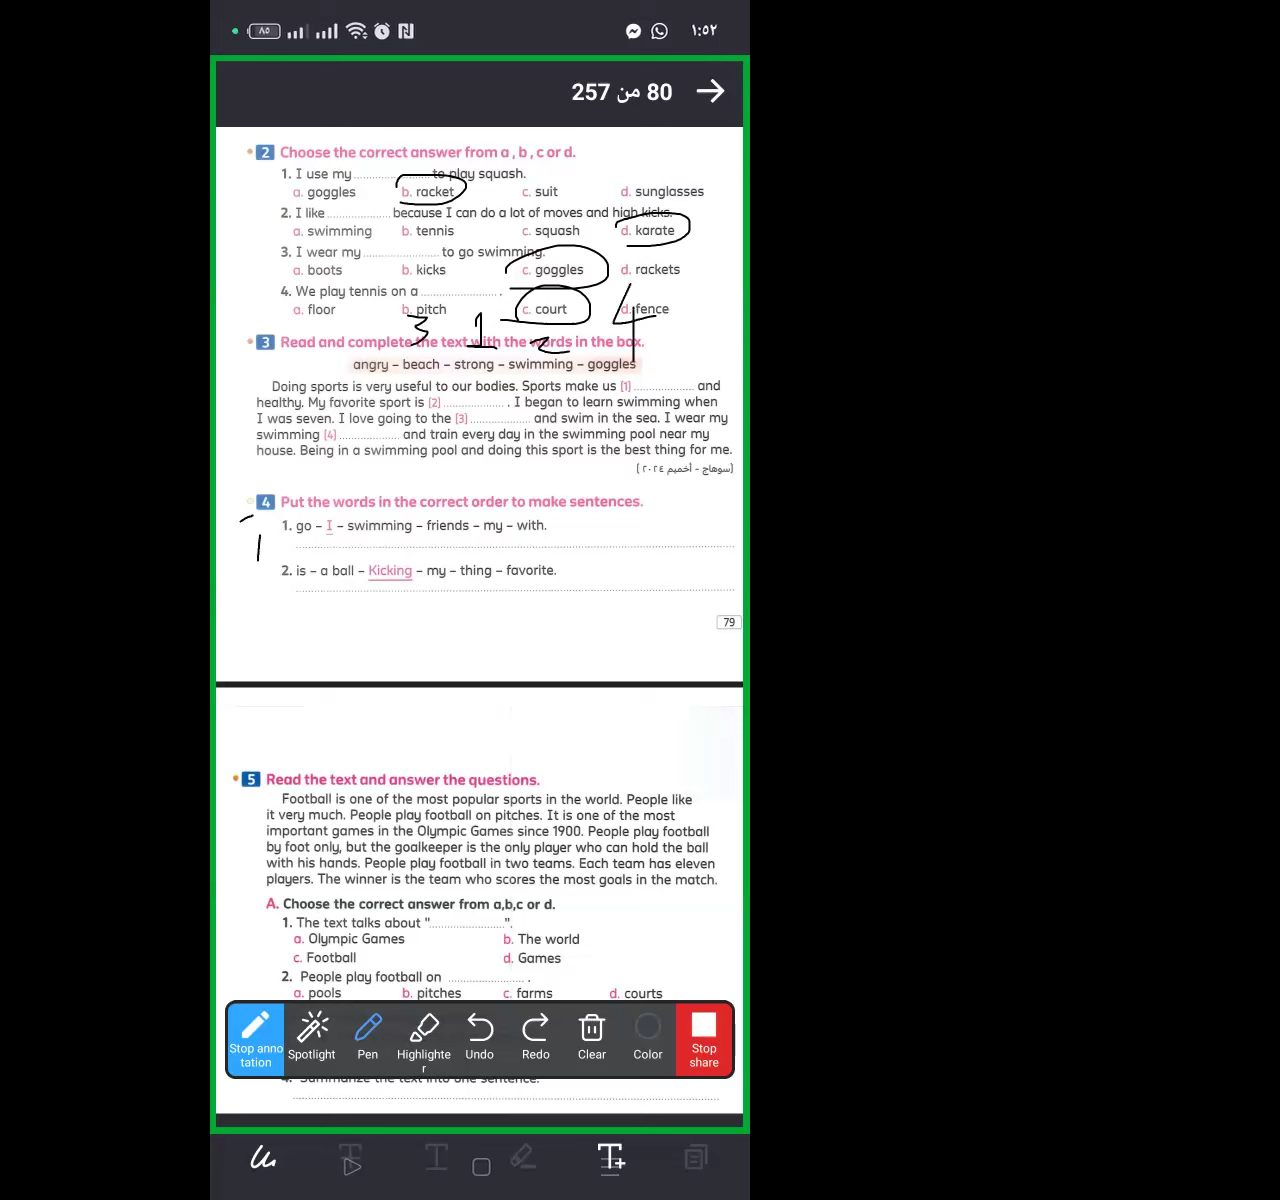 ٨٥
١:٥٢
80 من 257
2 Choose the correct answer from a , b , c or d.
1. I use my .................... to play squash.
a. goggles b. racket c. suit d. sunglasses
2. I like .................... because I can do a lot of moves and high kicks.
a. swimming b. tennis c. squash d. karate
3. I wear my ........................ to go swimming.
a. boots b. kicks c. goggles d. rackets
4. We play tennis on a ........................ .
a. floor b. pitch c. court d. fence
3 1 2 4
3 Read and complete the text with the words in the box.
angry – beach – strong – swimming – goggles
Doing sports is very useful to our bodies. Sports make us (1) .................... and
healthy. My favorite sport is (2) .................... . I began to learn swimming when
I was seven. I love going to the (3) .................... and swim in the sea. I wear my
swimming (4) .................... and train every day in the swimming pool near my
house. Being in a swimming pool and doing this sport is the best thing for me.
(سوهاج - أخميم ٢٠٢٤)
4 Put the words in the correct order to make sentences.
1. go – I – swimming – friends – my – with.
2. is – a ball – Kicking – my – thing – favorite.
79
5 Read the text and answer the questions.
Football is one of the most popular sports in the world. People like
it very much. People play football on pitches. It is one of the most
important games in the Olympic Games since 1900. People play football
by foot only, but the goalkeeper is the only player who can hold the ball
with his hands. People play football in two teams. Each team has eleven
players. The winner is the team who scores the most goals in the match.
A. Choose the correct answer from a,b,c or d.
1. The text talks about "........................".
a. Olympic Games b. The world
c. Football d. Games
2. People play football on ........................ .
a. pools b. pitches c. farms d. courts
Stop annotation Spotlight Pen Highlighter Undo Redo Clear Color Stop share
4. Summarize the text into one sentence.